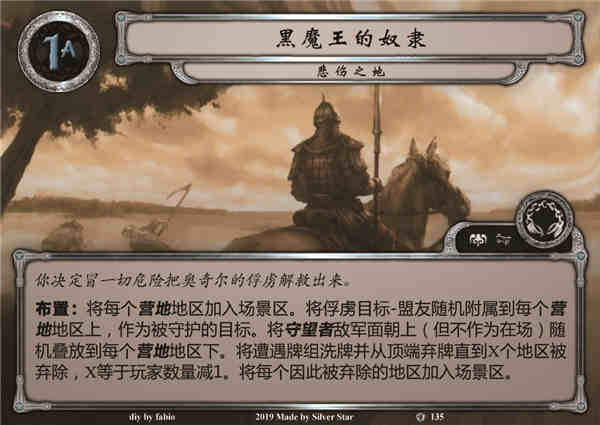 1A
黑魔王的奴隶
悲伤之地
你决定冒一切危险把奥奇尔的俘虏解救出来。
布置：将每个营地地区加入场景区。将俘虏目标-盟友随机附属到每个营
地地区上，作为被守护的目标。将守望者敌军面朝上（但不作为在场）随
机叠放到每个营地地区下。将遭遇牌组洗牌并从顶端弃牌直到X个地区被
弃除，X等于玩家数量减1。将每个因此被弃除的地区加入场景区。
diy by fabio 2019 Made by Silver Star 135